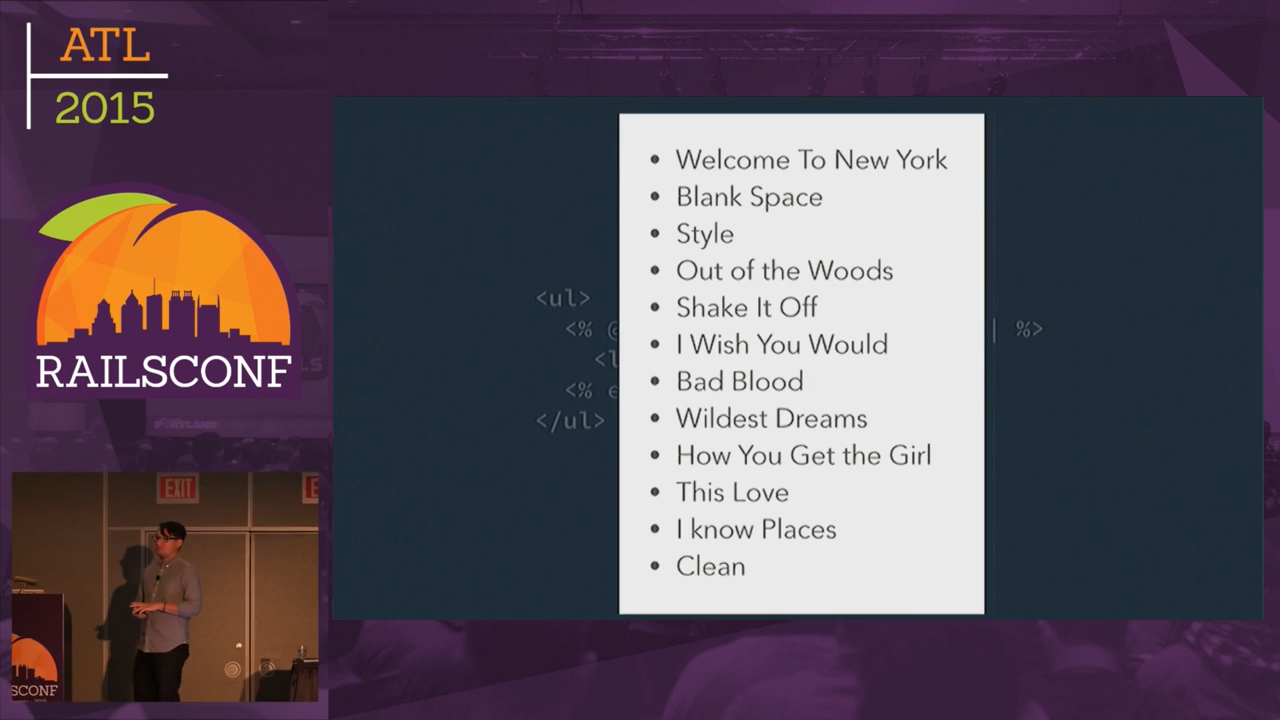 ATL
2015
RAILSCONF
EXIT
SCONF
• Welcome To New York
• Blank Space
• Style
• Out of the Woods
• Shake It Off
• I Wish You Would
• Bad Blood
• Wildest Dreams
• How You Get the Girl
• This Love
• I know Places
• Clean
<ul>
<% @ | %>
<l
<% e
</ul>